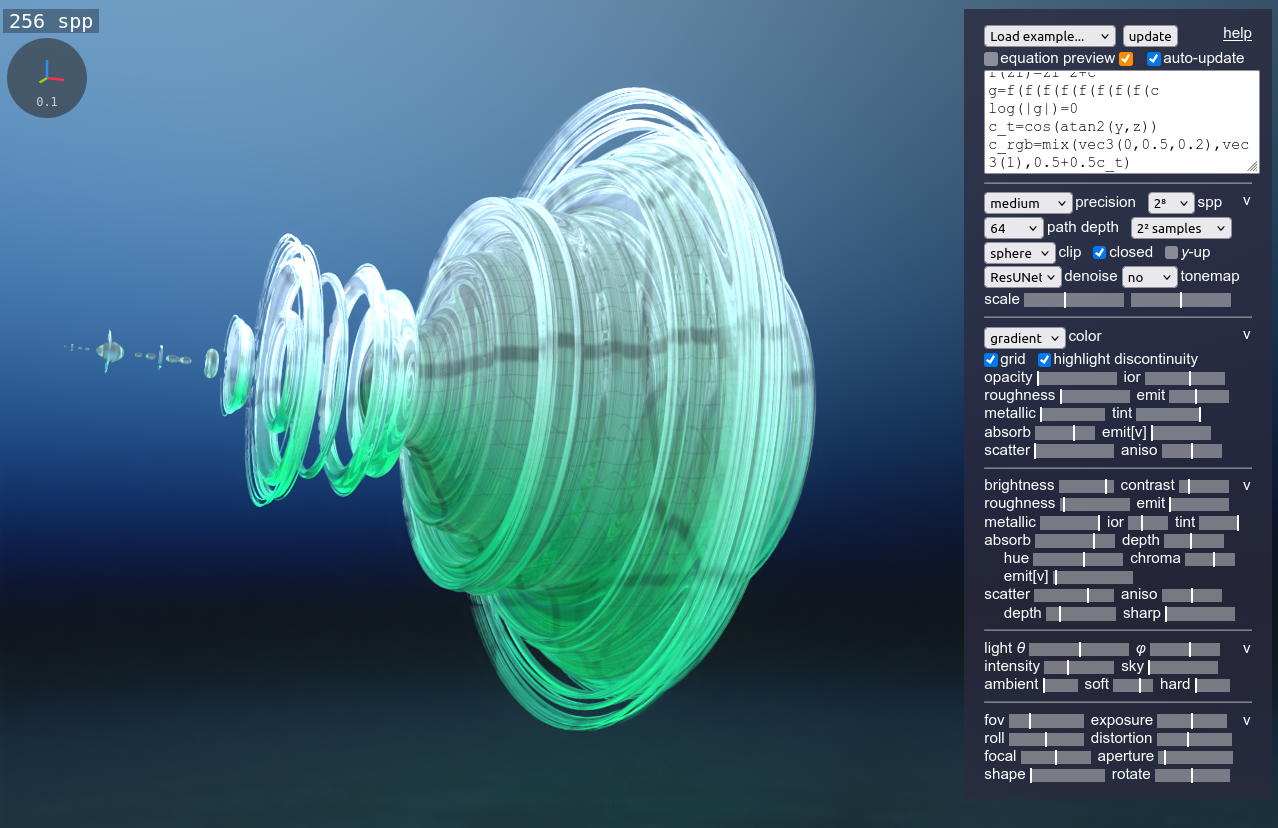 256 spp
0.1
Load example... update help
equation preview auto-update
f(zi)=zi^2+c
g=f(f(f(f(f(f(f(f(c
log(|g|)=0
c_t=cos(atan2(y,z))
c_rgb=mix(vec3(0,0.5,0.2),vec
3(1),0.5+0.5c_t)
medium precision 2⁸ spp v
64 path depth 2² samples
sphere clip closed y-up
ResUNet denoise no tonemap
scale
gradient color v
grid highlight discontinuity
opacity ior
roughness emit
metallic tint
absorb emit[v]
scatter aniso
brightness contrast v
roughness emit
metallic ior tint
absorb depth
hue chroma
emit[v]
scatter aniso
depth sharp
light θ φ v
intensity sky
ambient soft hard
fov exposure v
roll distortion
focal aperture
shape rotate